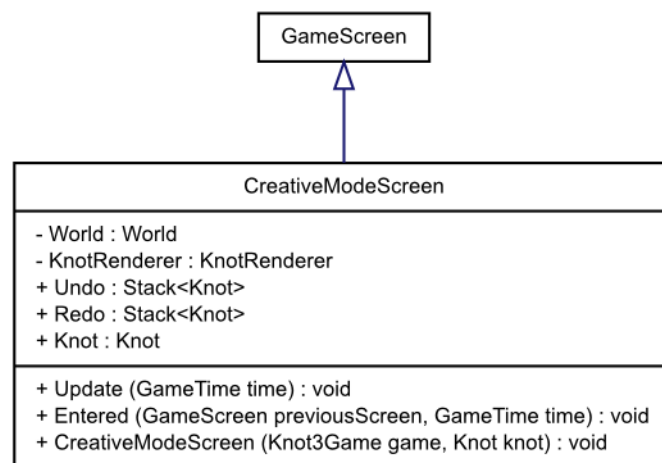 GameScreen
CreativeModeScreen
- World : World
- KnotRenderer : KnotRenderer
+ Undo : Stack<Knot>
+ Redo : Stack<Knot>
+ Knot : Knot
+ Update (GameTime time) : void
+ Entered (GameScreen previousScreen, GameTime time) : void
+ CreativeModeScreen (Knot3Game game, Knot knot) : void